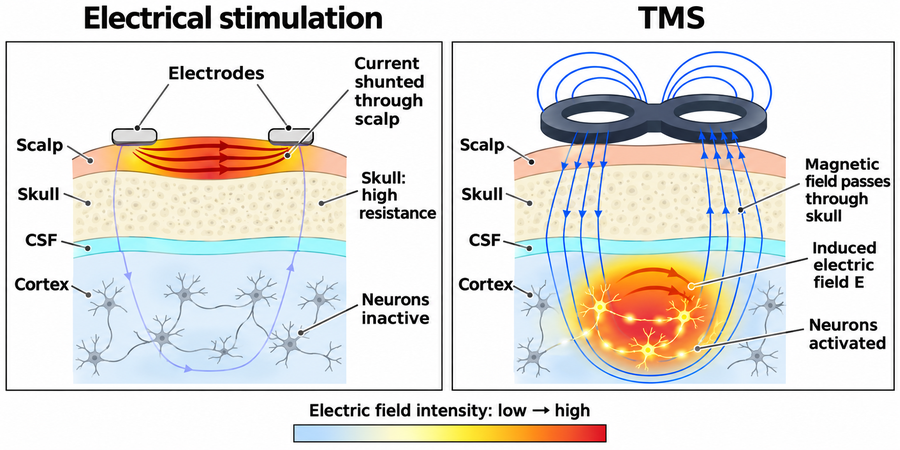 Electrical stimulation
Electrodes
Current
shunted
through
scalp
Scalp
Skull
Skull:
high
resistance
CSF
Cortex
Neurons
inactive
TMS
Scalp
Skull
Magnetic
field passes
through
skull
CSF
Induced
electric
field E
Cortex
Neurons
activated
Electric field intensity: low → high